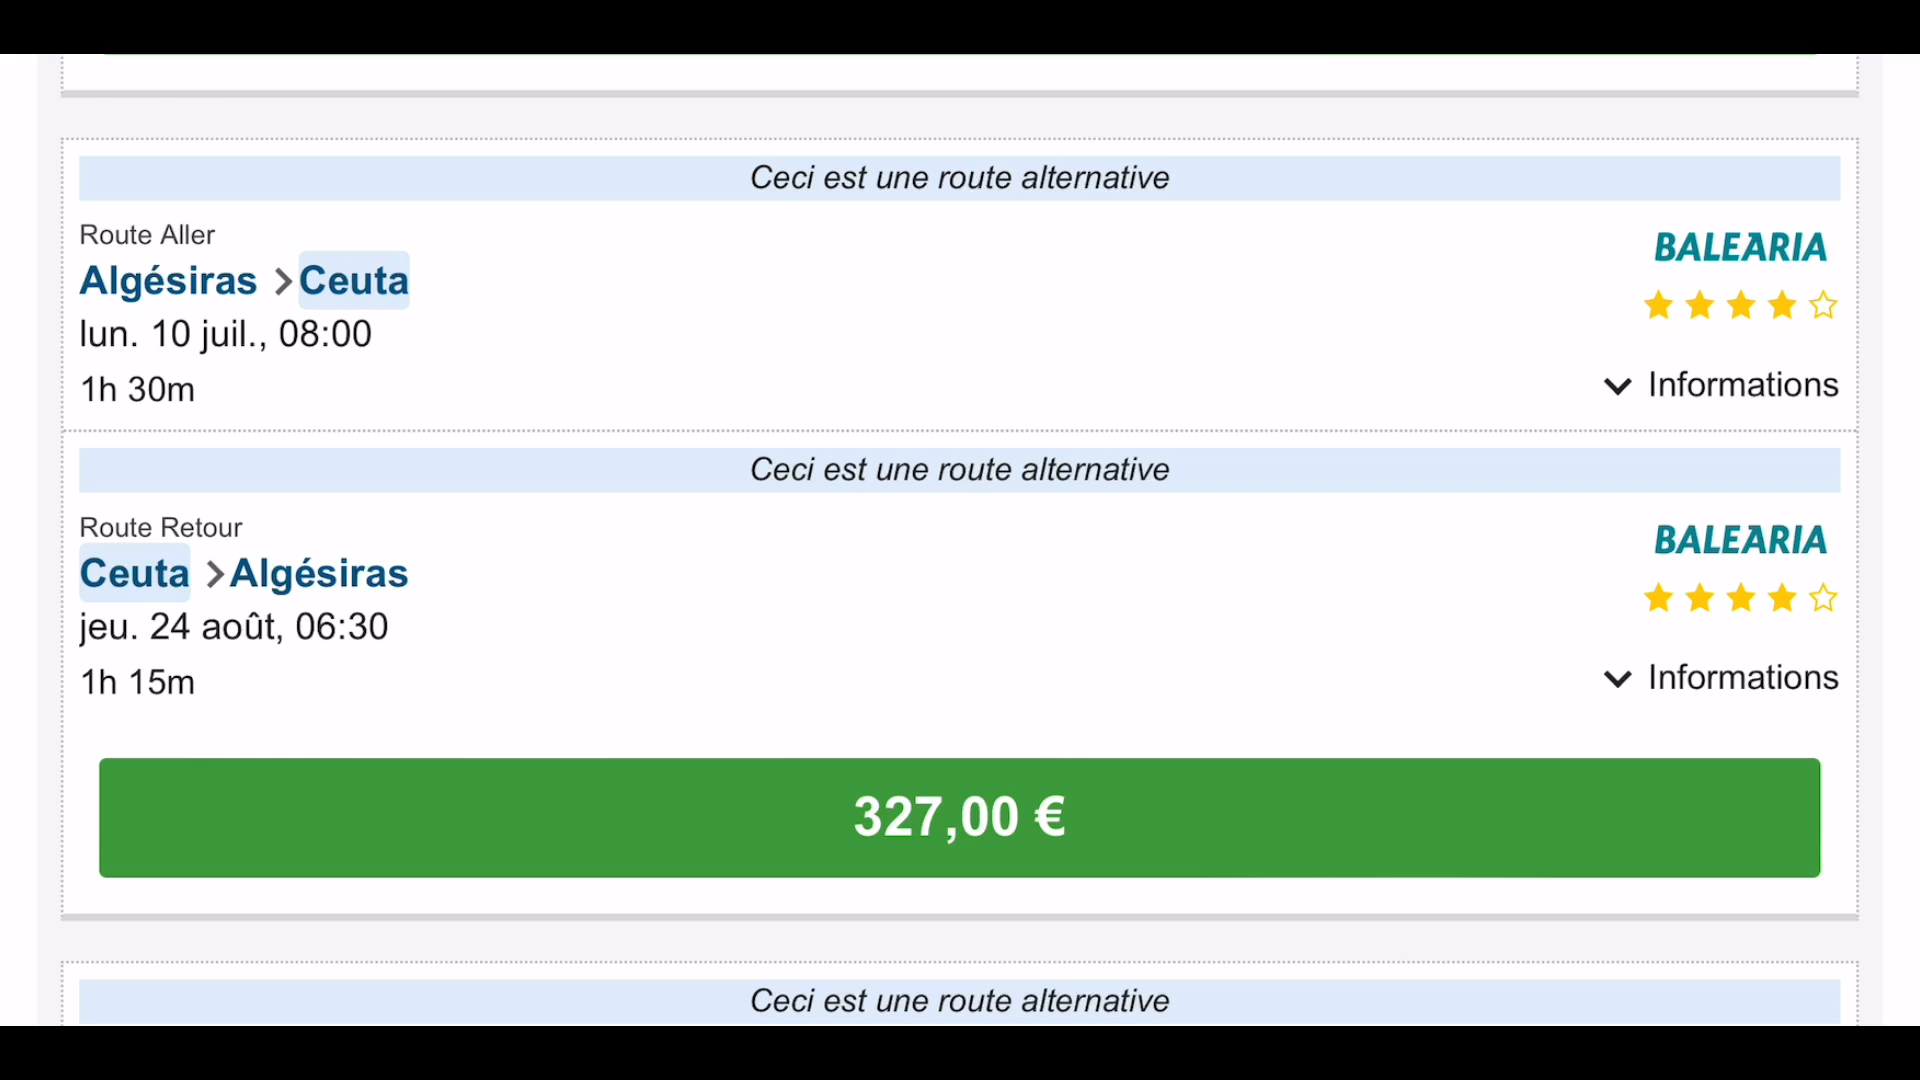 Ceci est une route alternative
Route Aller
Algésiras > Ceuta
lun. 10 juil., 08:00
1h 30m
BALEARIA
Informations
Ceci est une route alternative
Route Retour
Ceuta > Algésiras
jeu. 24 août, 06:30
1h 15m
BALEARIA
Informations
327,00 €
Ceci est une route alternative